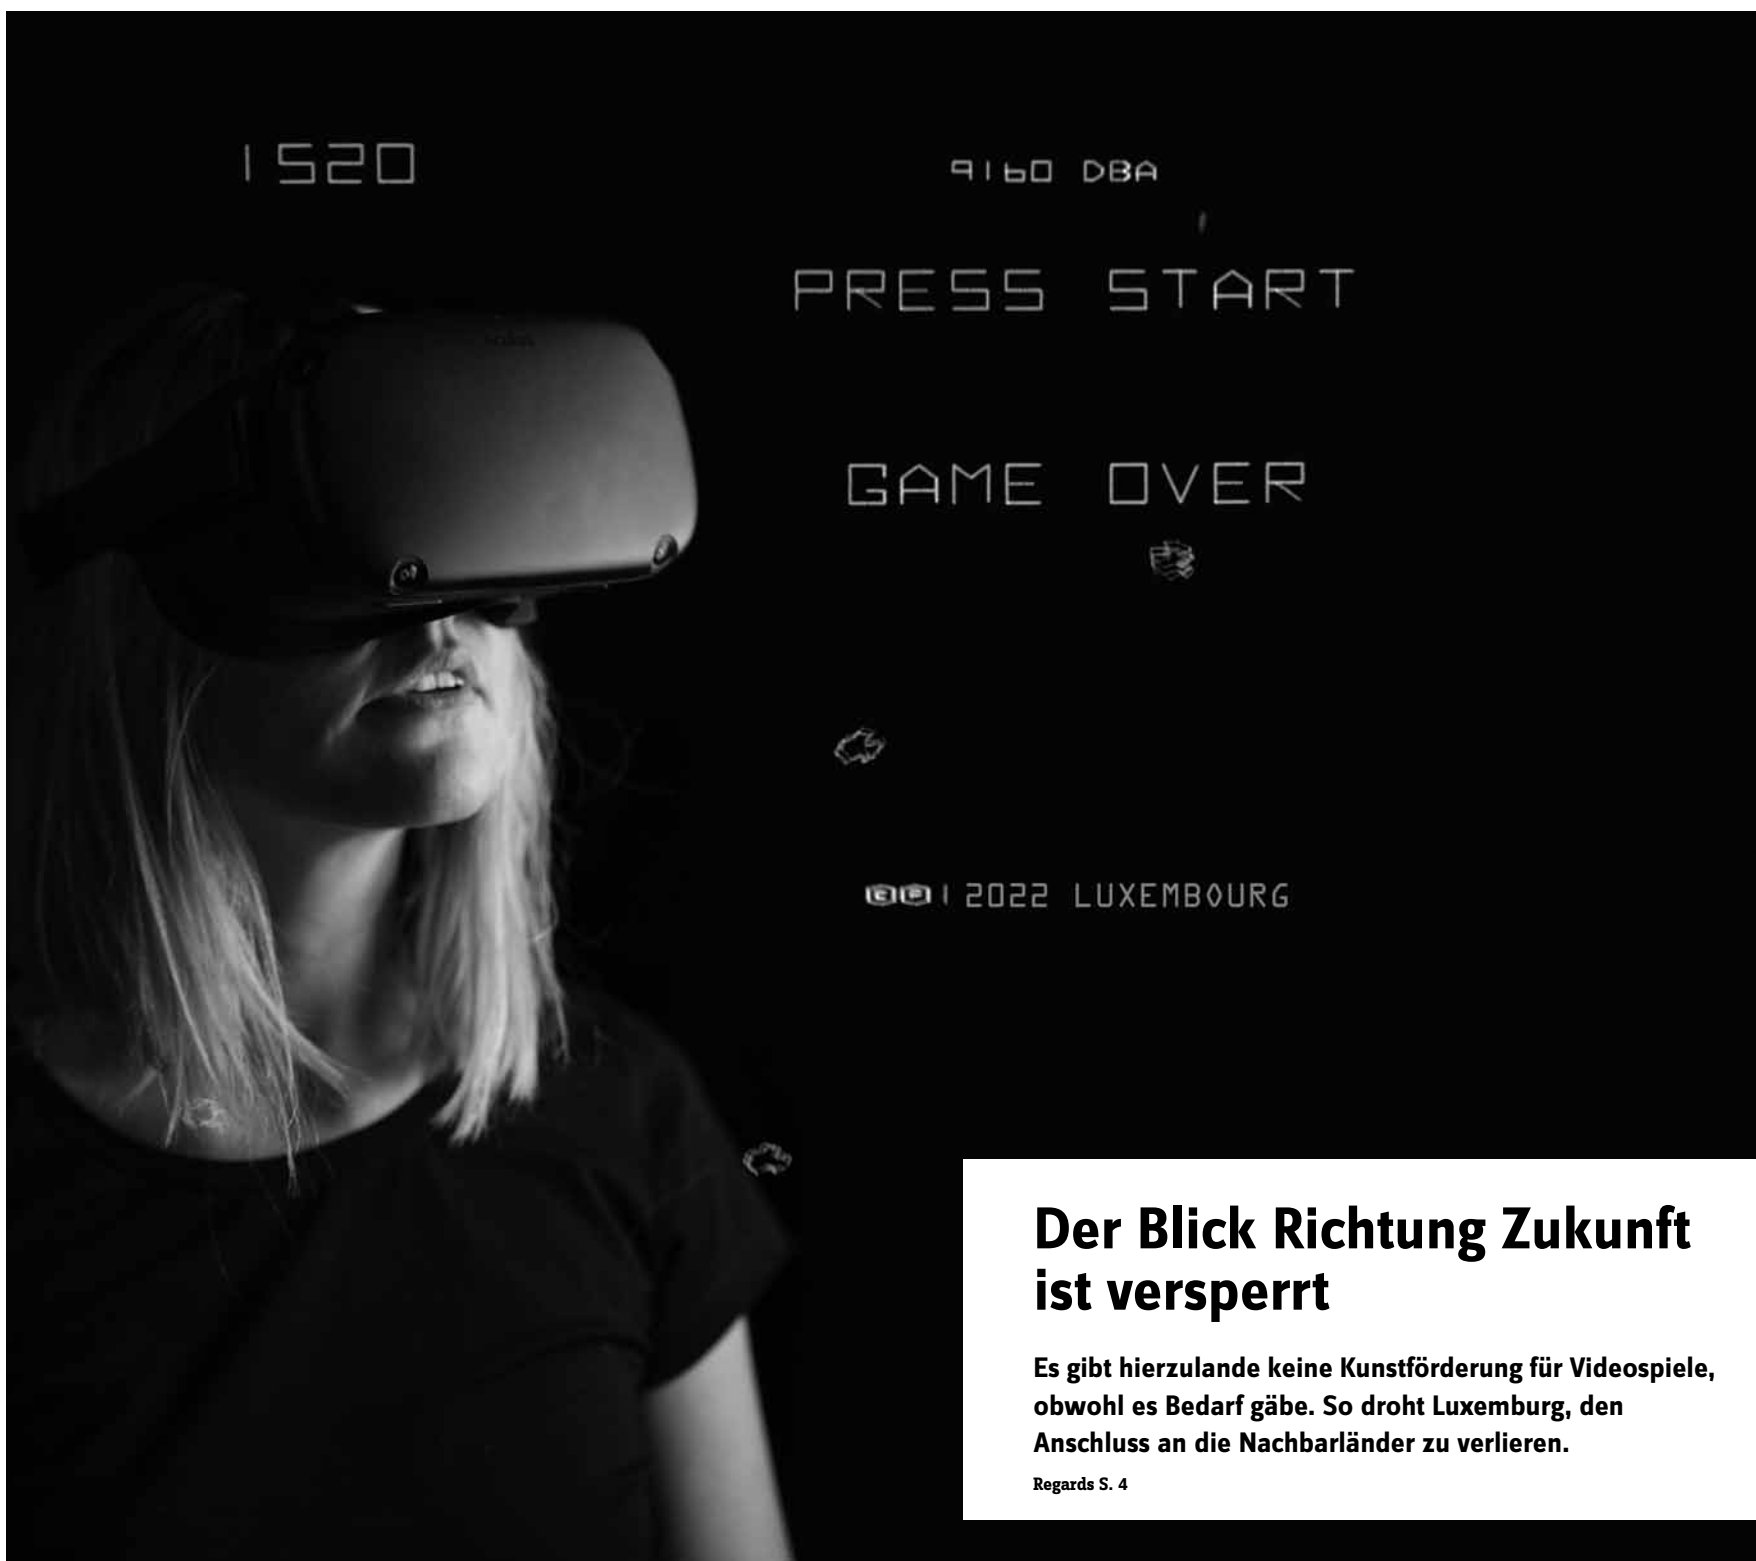 1520
9160 DBA
PRESS START
GAME OVER
2022 LUXEMBOURG
Der Blick Richtung Zukunft
ist versperrt
Es gibt hierzulande keine Kunstförderung für Videospiele,
obwohl es Bedarf gäbe. So droht Luxemburg, den
Anschluss an die Nachbarländer zu verlieren.
Regards S. 4